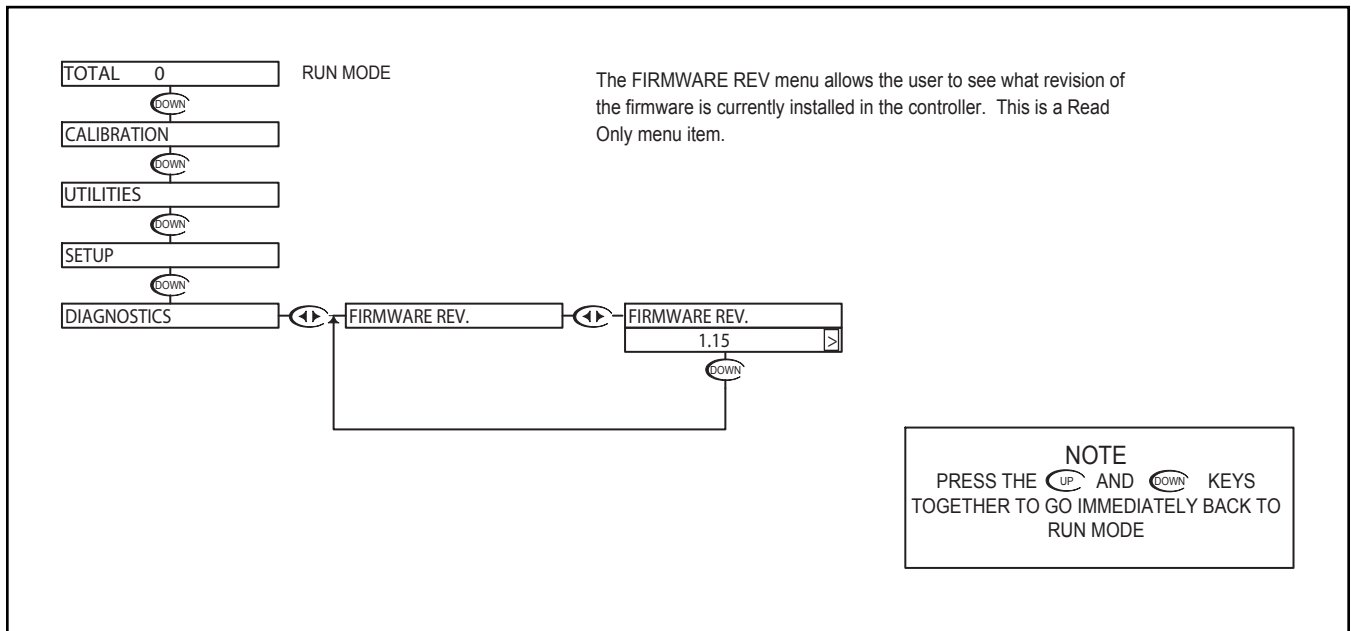 TOTAL 0 RUN MODE
The FIRMWARE REV menu allows the user to see what revision of
the firmware is currently installed in the controller. This is a Read
Only menu item.
DOWN
CALIBRATION
DOWN
UTILITIES
DOWN
SETUP
DOWN
DIAGNOSTICS FIRMWARE REV. FIRMWARE REV.
1.15 >
DOWN
NOTE
PRESS THE UP AND DOWN KEYS
TOGETHER TO GO IMMEDIATELY BACK TO
RUN MODE